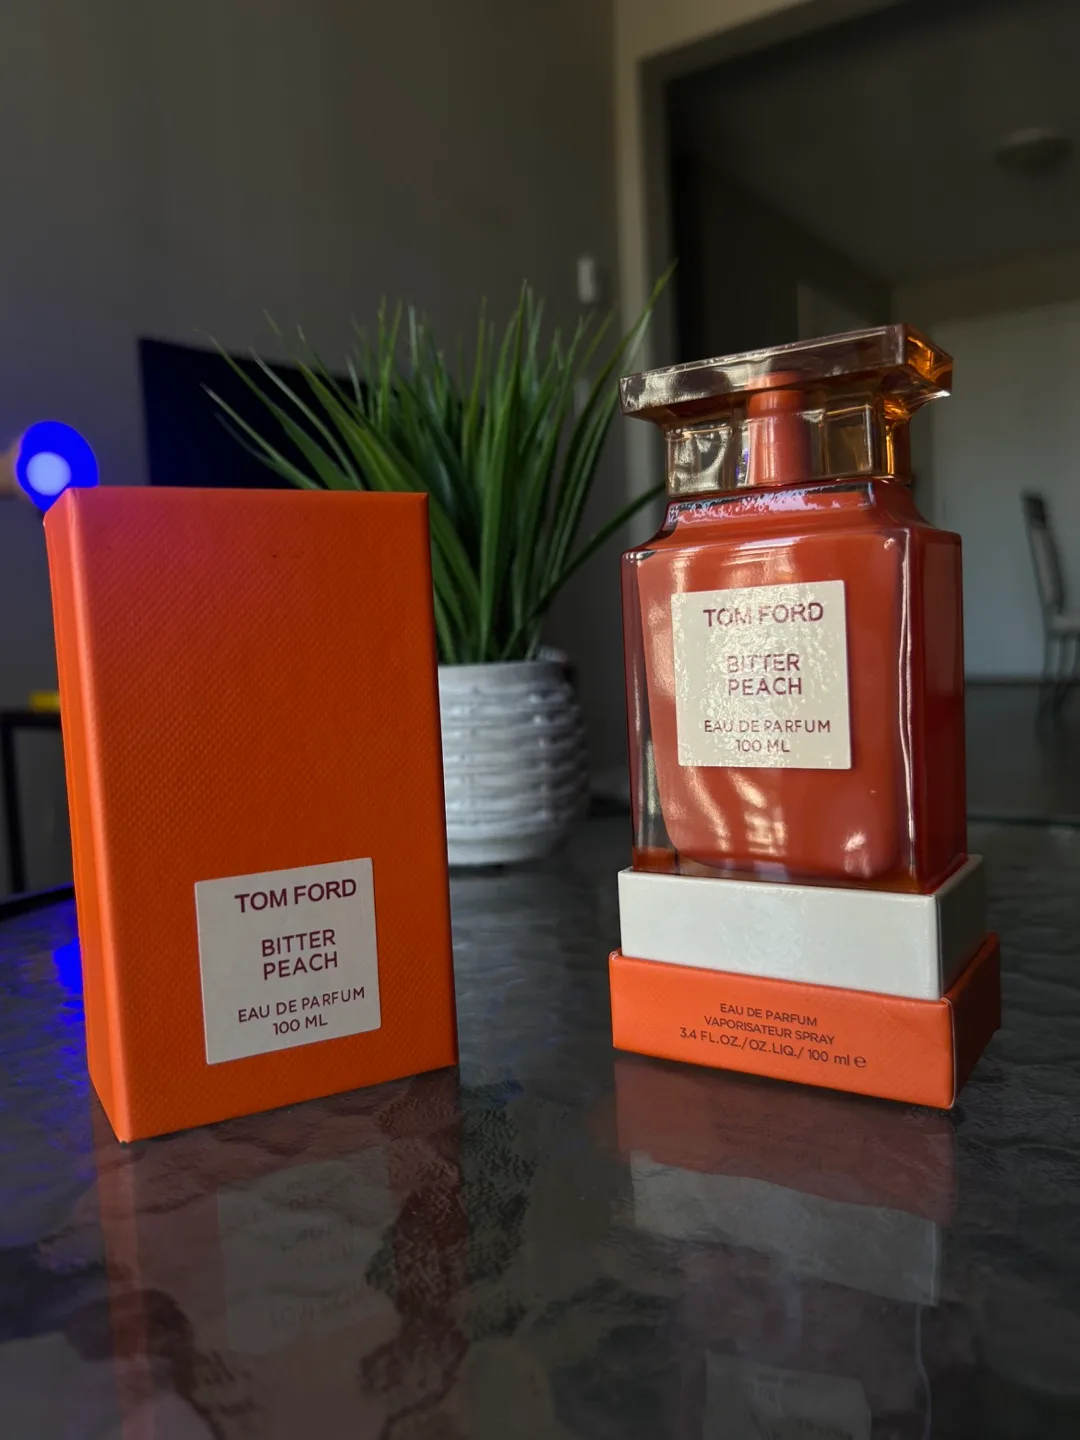 TOM FORD
BITTER
PEACH
EAU DE PARFUM
100 ML
TOM FORD
BITTER
PEACH
EAU DE PARFUM
100 ML
EAU DE PARFUM
VAPORISATEUR SPRAY
3.4 FL.OZ./OZ.LIQ./ 100 ml ℮